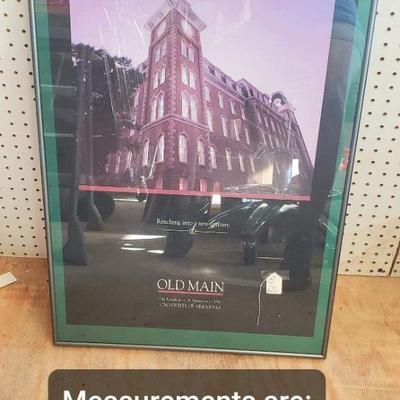 Reaching into a new century.
OLD MAIN
UNIVERSITY OF ARKANSAS
Measurements are: